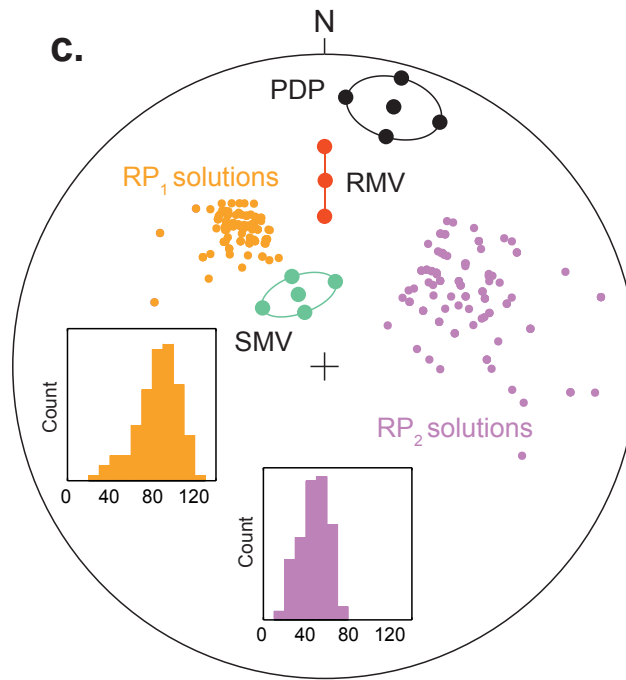 c.
N
PDP
RP₁ solutions
RMV
SMV
RP₂ solutions
Count
0 40 80 120
Count
0 40 80 120